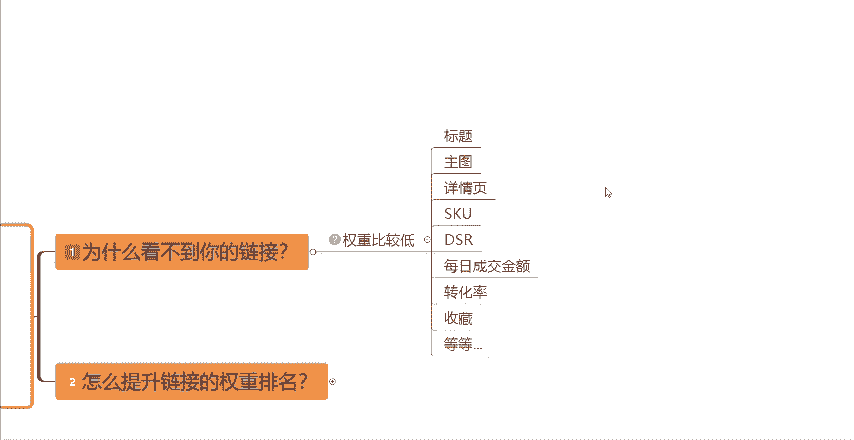 1 为什么看不到你的链接?
? 权重比较低
标题
主图
详情页
SKU
DSR
每日成交金额
转化率
收藏
等等...
2 怎么提升链接的权重排名?